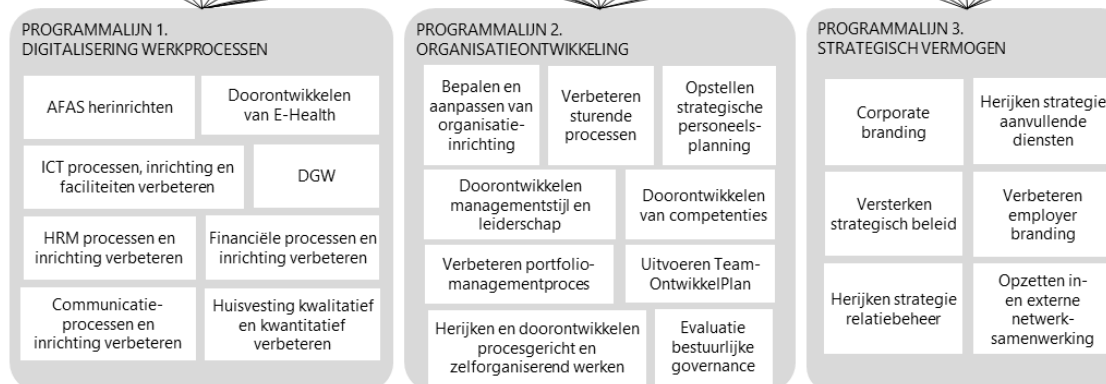 PROGRAMMALIJN 1.
DIGITALISERING WERKPROCESSEN
AFAS herinrichten
Doorontwikkelen
van E-Health
ICT processen, inrichting en
faciliteiten verbeteren
DGW
HRM processen en
inrichting verbeteren
Financiële processen en
inrichting verbeteren
Communicatie-
processen en
inrichting verbeteren
Huisvesting kwalitatief
en kwantitatief
verbeteren
PROGRAMMALIJN 2.
ORGANISATIEONTWIKKELING
Bepalen en
aanpassen van
organisatie-
inrichting
Verbeteren
sturende
processen
Opstellen
strategische
personeels-
planning
Doorontwikkelen
managementstijl en
leiderschap
Doorontwikkelen
van competenties
Verbeteren portfolio-
managementproces
Uitvoeren Team-
OntwikkelPlan
Herijken en doorontwikkelen
procesgericht en
zelforganiserend werken
Evaluatie
bestuurlijke
governance
PROGRAMMALIJN 3.
STRATEGISCH VERMOGEN
Corporate
branding
Herijken strategie
aanvullende
diensten
Versterken
strategisch beleid
Verbeteren
employer
branding
Herijken strategie
relatiebeheer
Opzetten in-
en externe
netwerk-
samenwerking